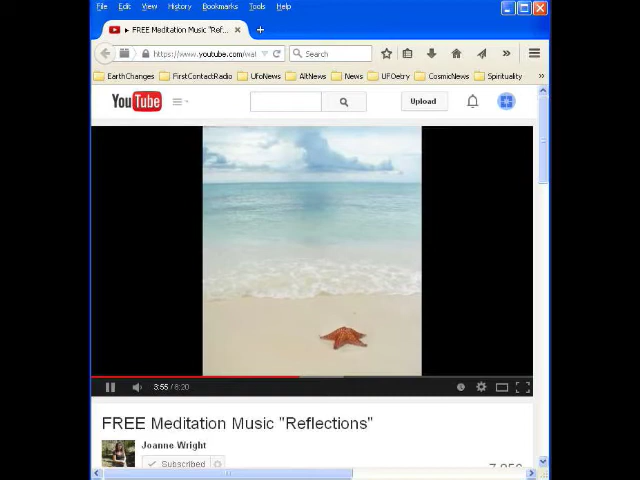 File Edit View History Bookmarks Tools Help
FREE Meditation Music "Ref...
https://www.youtube.com/wat Search
EarthChanges FirstContactRadio UfoNews AltNews News UFOetry CosmicNews Spirituality
YouTube Upload
3:55 / 8:20
FREE Meditation Music "Reflections"
Joanne Wright
Subscribed